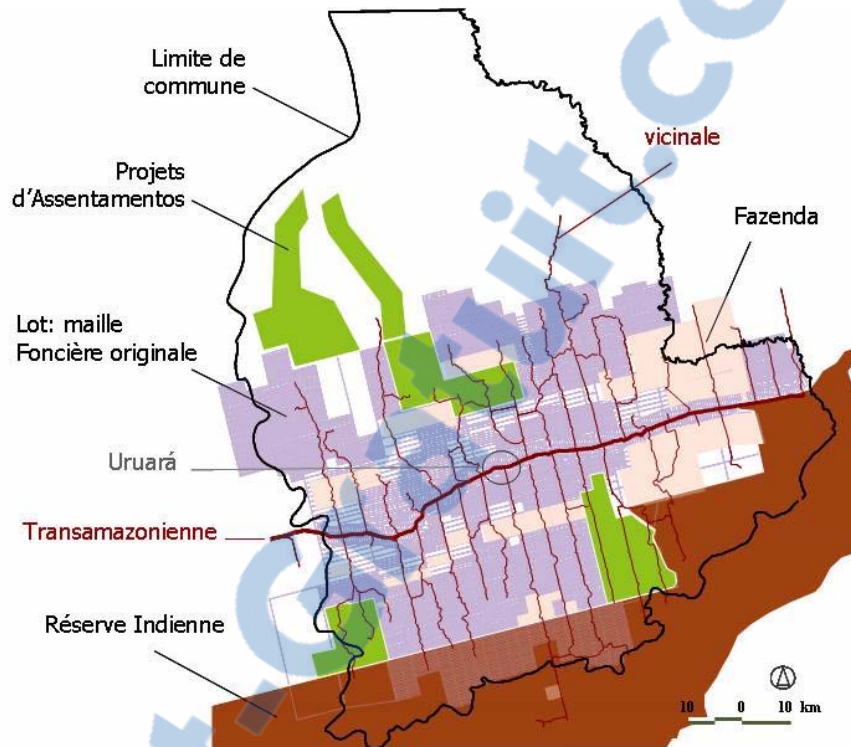 Limite de
commune
vicinale
Projets
d'Assentamentos
Fazenda
Lot: maille
Foncière originale
Uruará
Transamazonienne
Réserve Indienne
10 0 10 km